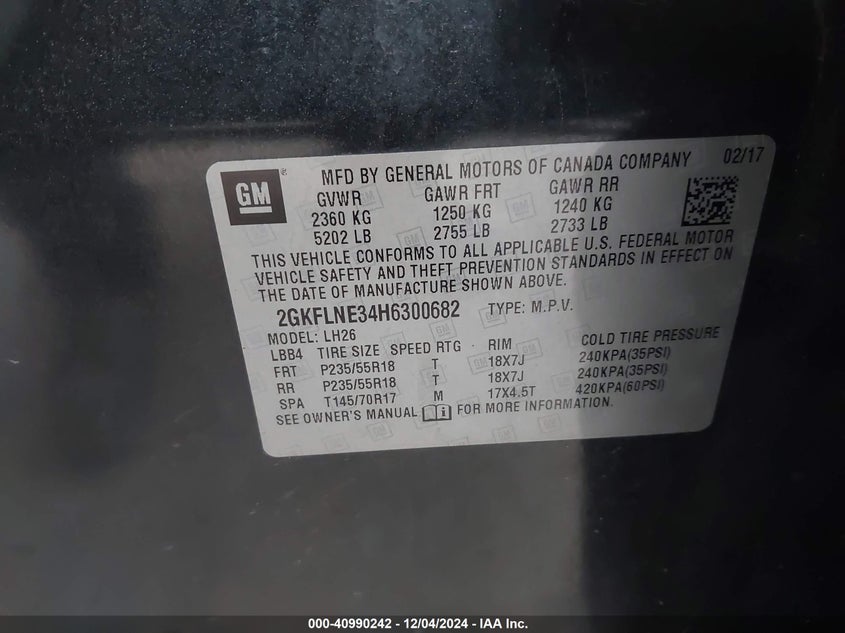 GM ® MFD BY GENERAL MOTORS OF CANADA COMPANY 02/17
GVWR GAWR FRT GAWR RR
2360 KG 1250 KG 1240 KG
5202 LB 2755 LB 2733 LB
THIS VEHICLE CONFORMS TO ALL APPLICABLE U.S. FEDERAL MOTOR
VEHICLE SAFETY AND THEFT PREVENTION STANDARDS IN EFFECT ON
THE DATE OF MANUFACTURE SHOWN ABOVE.
2GKFLNE34H6300682 TYPE: M.P.V.
MODEL: LH26
LBB4 TIRE SIZE SPEED RTG RIM COLD TIRE PRESSURE
FRT P235/55R18 T 18X7J 240KPA(35PSI)
RR P235/55R18 T 18X7J 240KPA(35PSI)
SPA T145/70R17 M 17X4.5T 420KPA(60PSI)
SEE OWNER'S MANUAL FOR MORE INFORMATION.
000-40990242 - 12/04/2024 - IAA Inc.